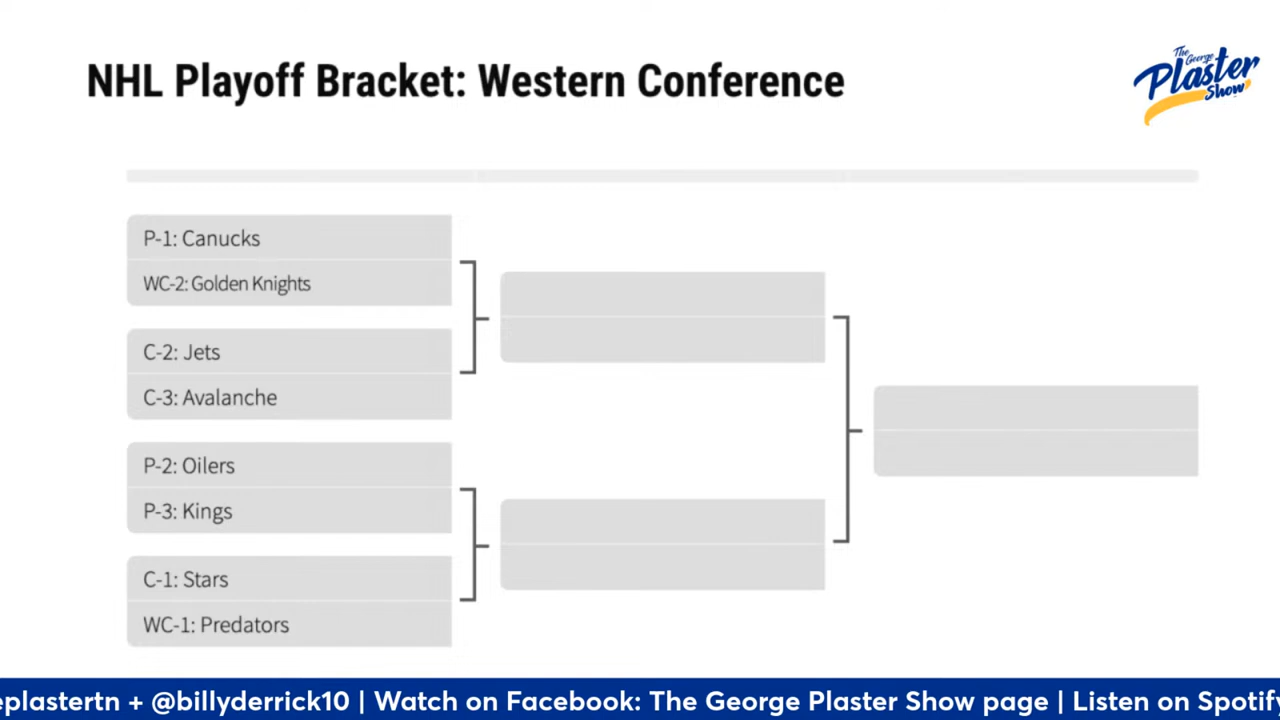 NHL Playoff Bracket: Western Conference
The
George
Plaster
Show
P-1: Canucks
WC-2: Golden Knights
C-2: Jets
C-3: Avalanche
P-2: Oilers
P-3: Kings
C-1: Stars
WC-1: Predators
eplastertn + @billyderrick10 | Watch on Facebook: The George Plaster Show page | Listen on Spotify